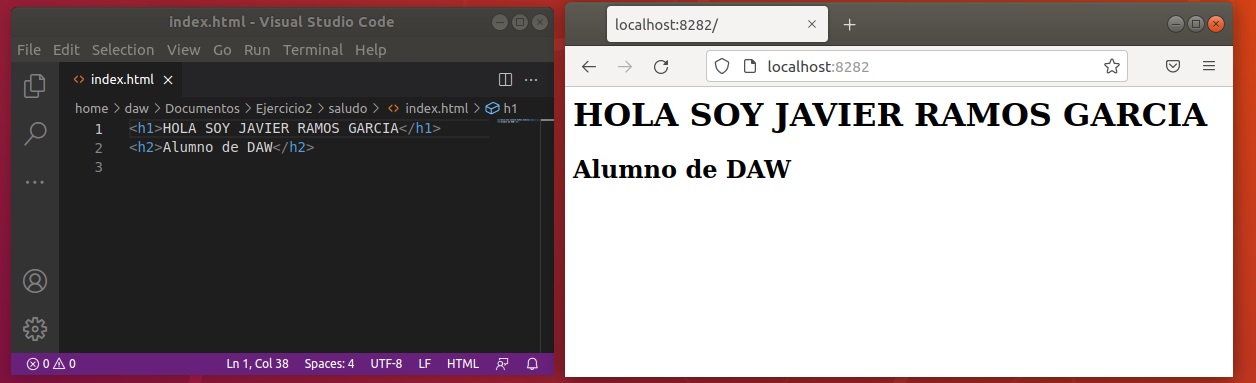 index.html - Visual Studio Code
File Edit Selection View Go Run Terminal Help
<> index.html ×
home > daw > Documentos > Ejercicio2 > saludo > <> index.html > h1
1 <h1>HOLA SOY JAVIER RAMOS GARCIA</h1>
2 <h2>Alumno de DAW</h2>
3
0 0 Ln 1, Col 38 Spaces: 4 UTF-8 LF HTML
localhost:8282/
localhost:8282
HOLA SOY JAVIER RAMOS GARCIA
Alumno de DAW